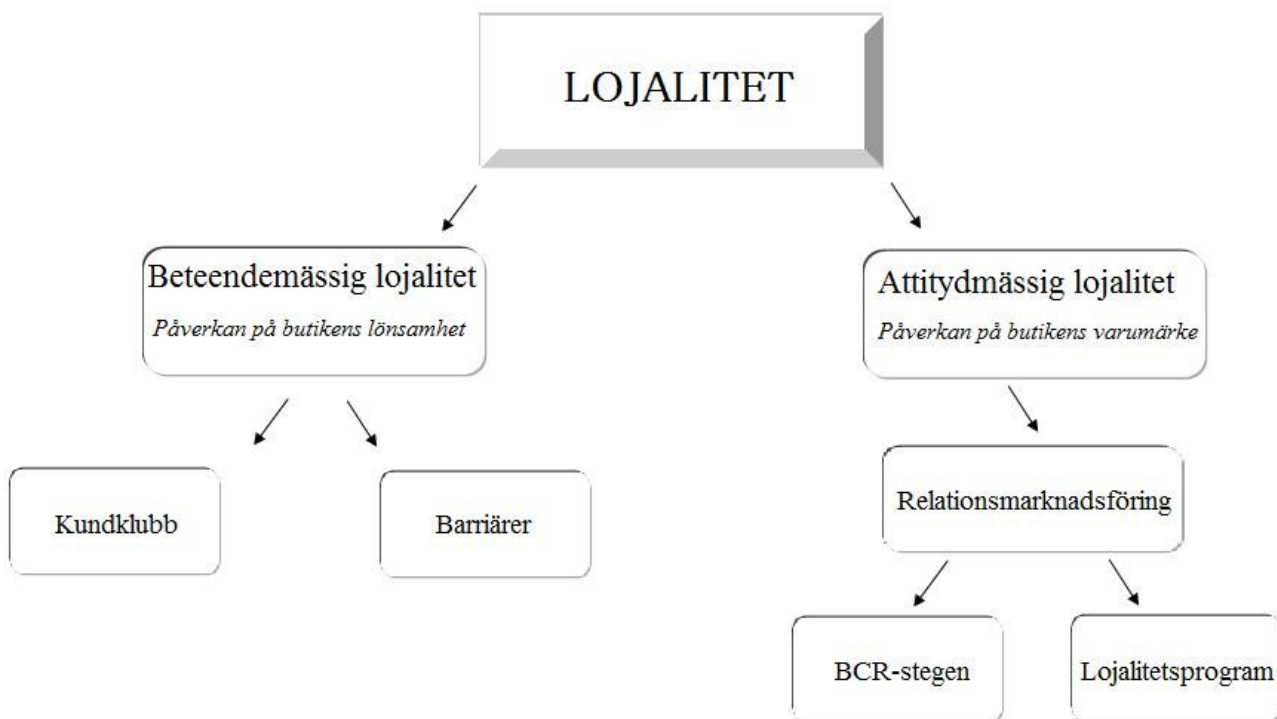 LOJALITET
Beteendemässig lojalitet
Påverkan på butikens lönsamhet
Attitydmässig lojalitet
Påverkan på butikens varumärke
Kundklubb
Barriärer
Relationsmarknadsföring
BCR-stegen
Lojalitetsprogram